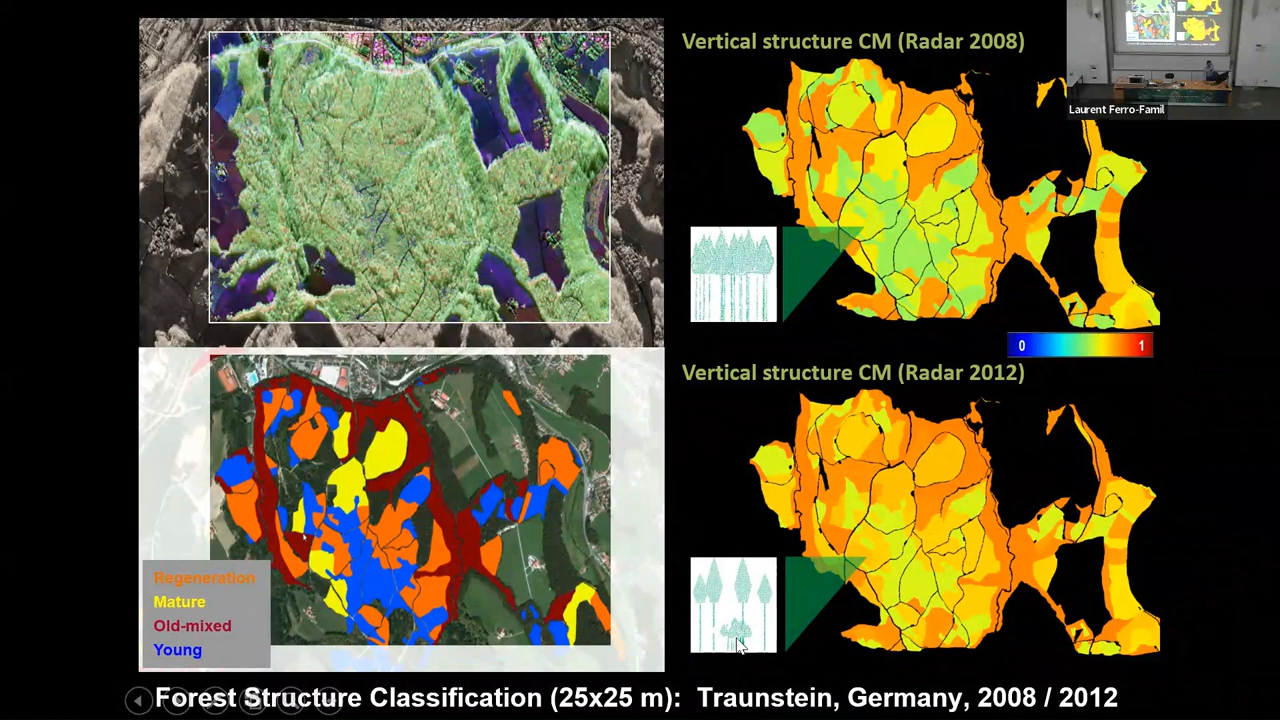 Vertical structure CM (Radar 2008)
Laurent Ferro-Famil
0 1
Vertical structure CM (Radar 2012)
Regeneration
Mature
Old-mixed
Young
Forest Structure Classification (25x25 m): Traunstein, Germany, 2008 / 2012